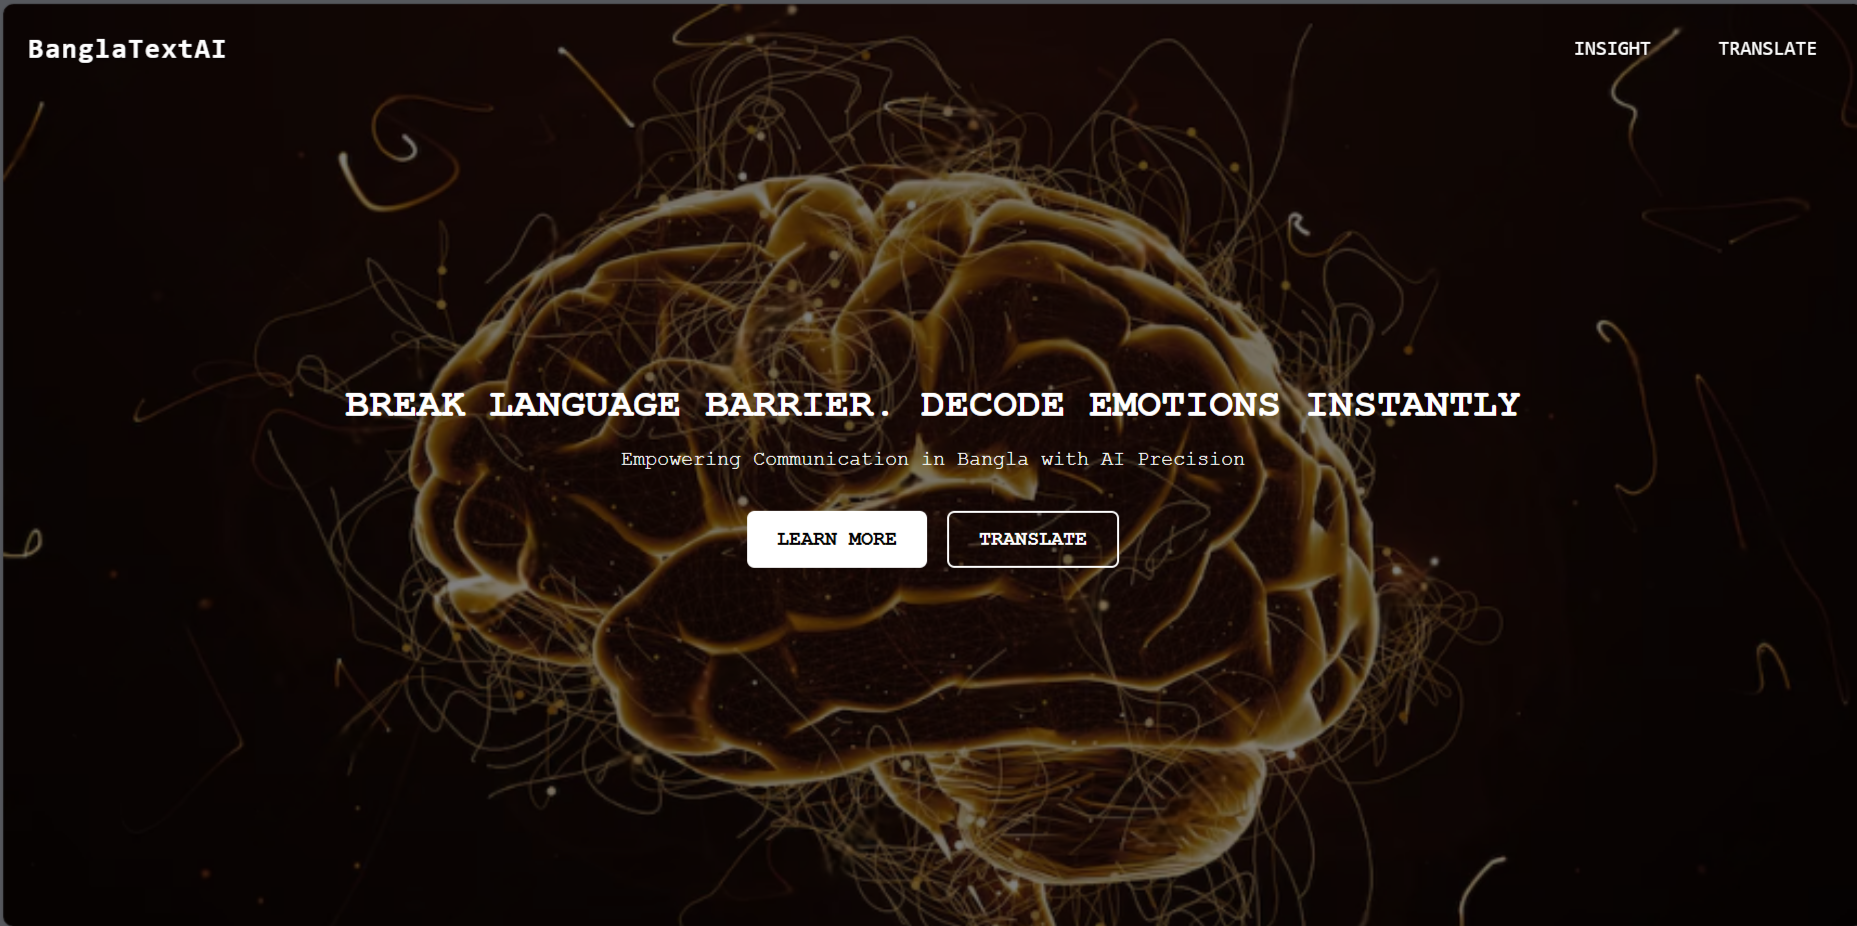 BanglaTextAI
INSIGHT
TRANSLATE
BREAK LANGUAGE BARRIER. DECODE EMOTIONS INSTANTLY
Empowering Communication in Bangla with AI Precision
LEARN MORE
TRANSLATE